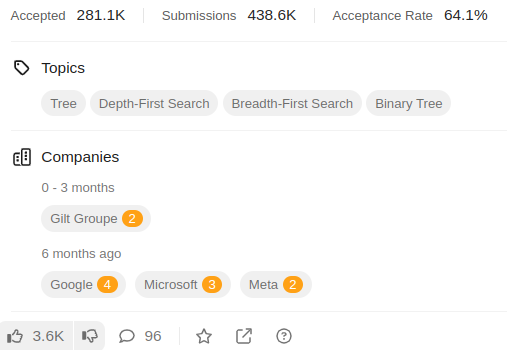 Accepted 281.1K Submissions 438.6K Acceptance Rate 64.1%
Topics
Tree Depth-First Search Breadth-First Search Binary Tree
Companies
0 - 3 months
Gilt Groupe 2
6 months ago
Google 4 Microsoft 3 Meta 2
3.6K 96 ?